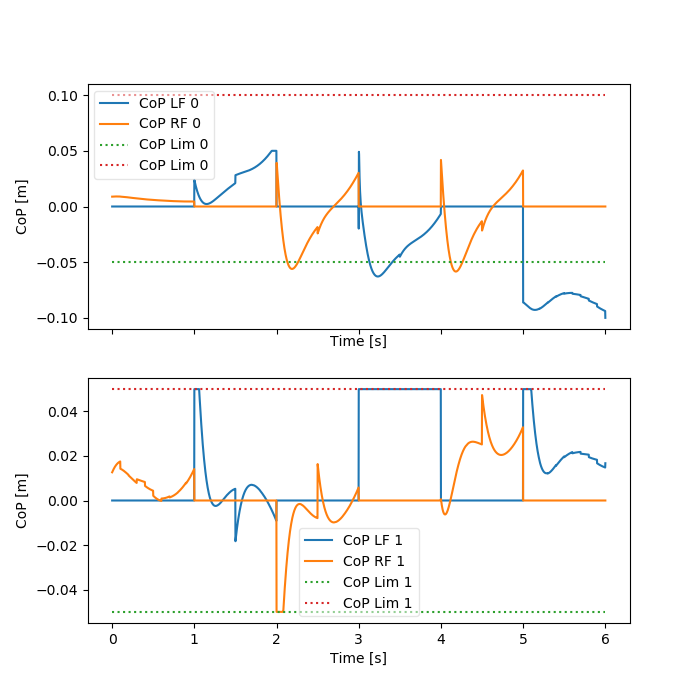 0.10
0.05
0.00
−0.05
−0.10
CoP [m]
CoP LF 0
CoP RF 0
CoP Lim 0
CoP Lim 0
Time [s]
0.04
0.02
0.00
−0.02
−0.04
CoP [m]
CoP LF 1
CoP RF 1
CoP Lim 1
CoP Lim 1
0 1 2 3 4 5 6
Time [s]